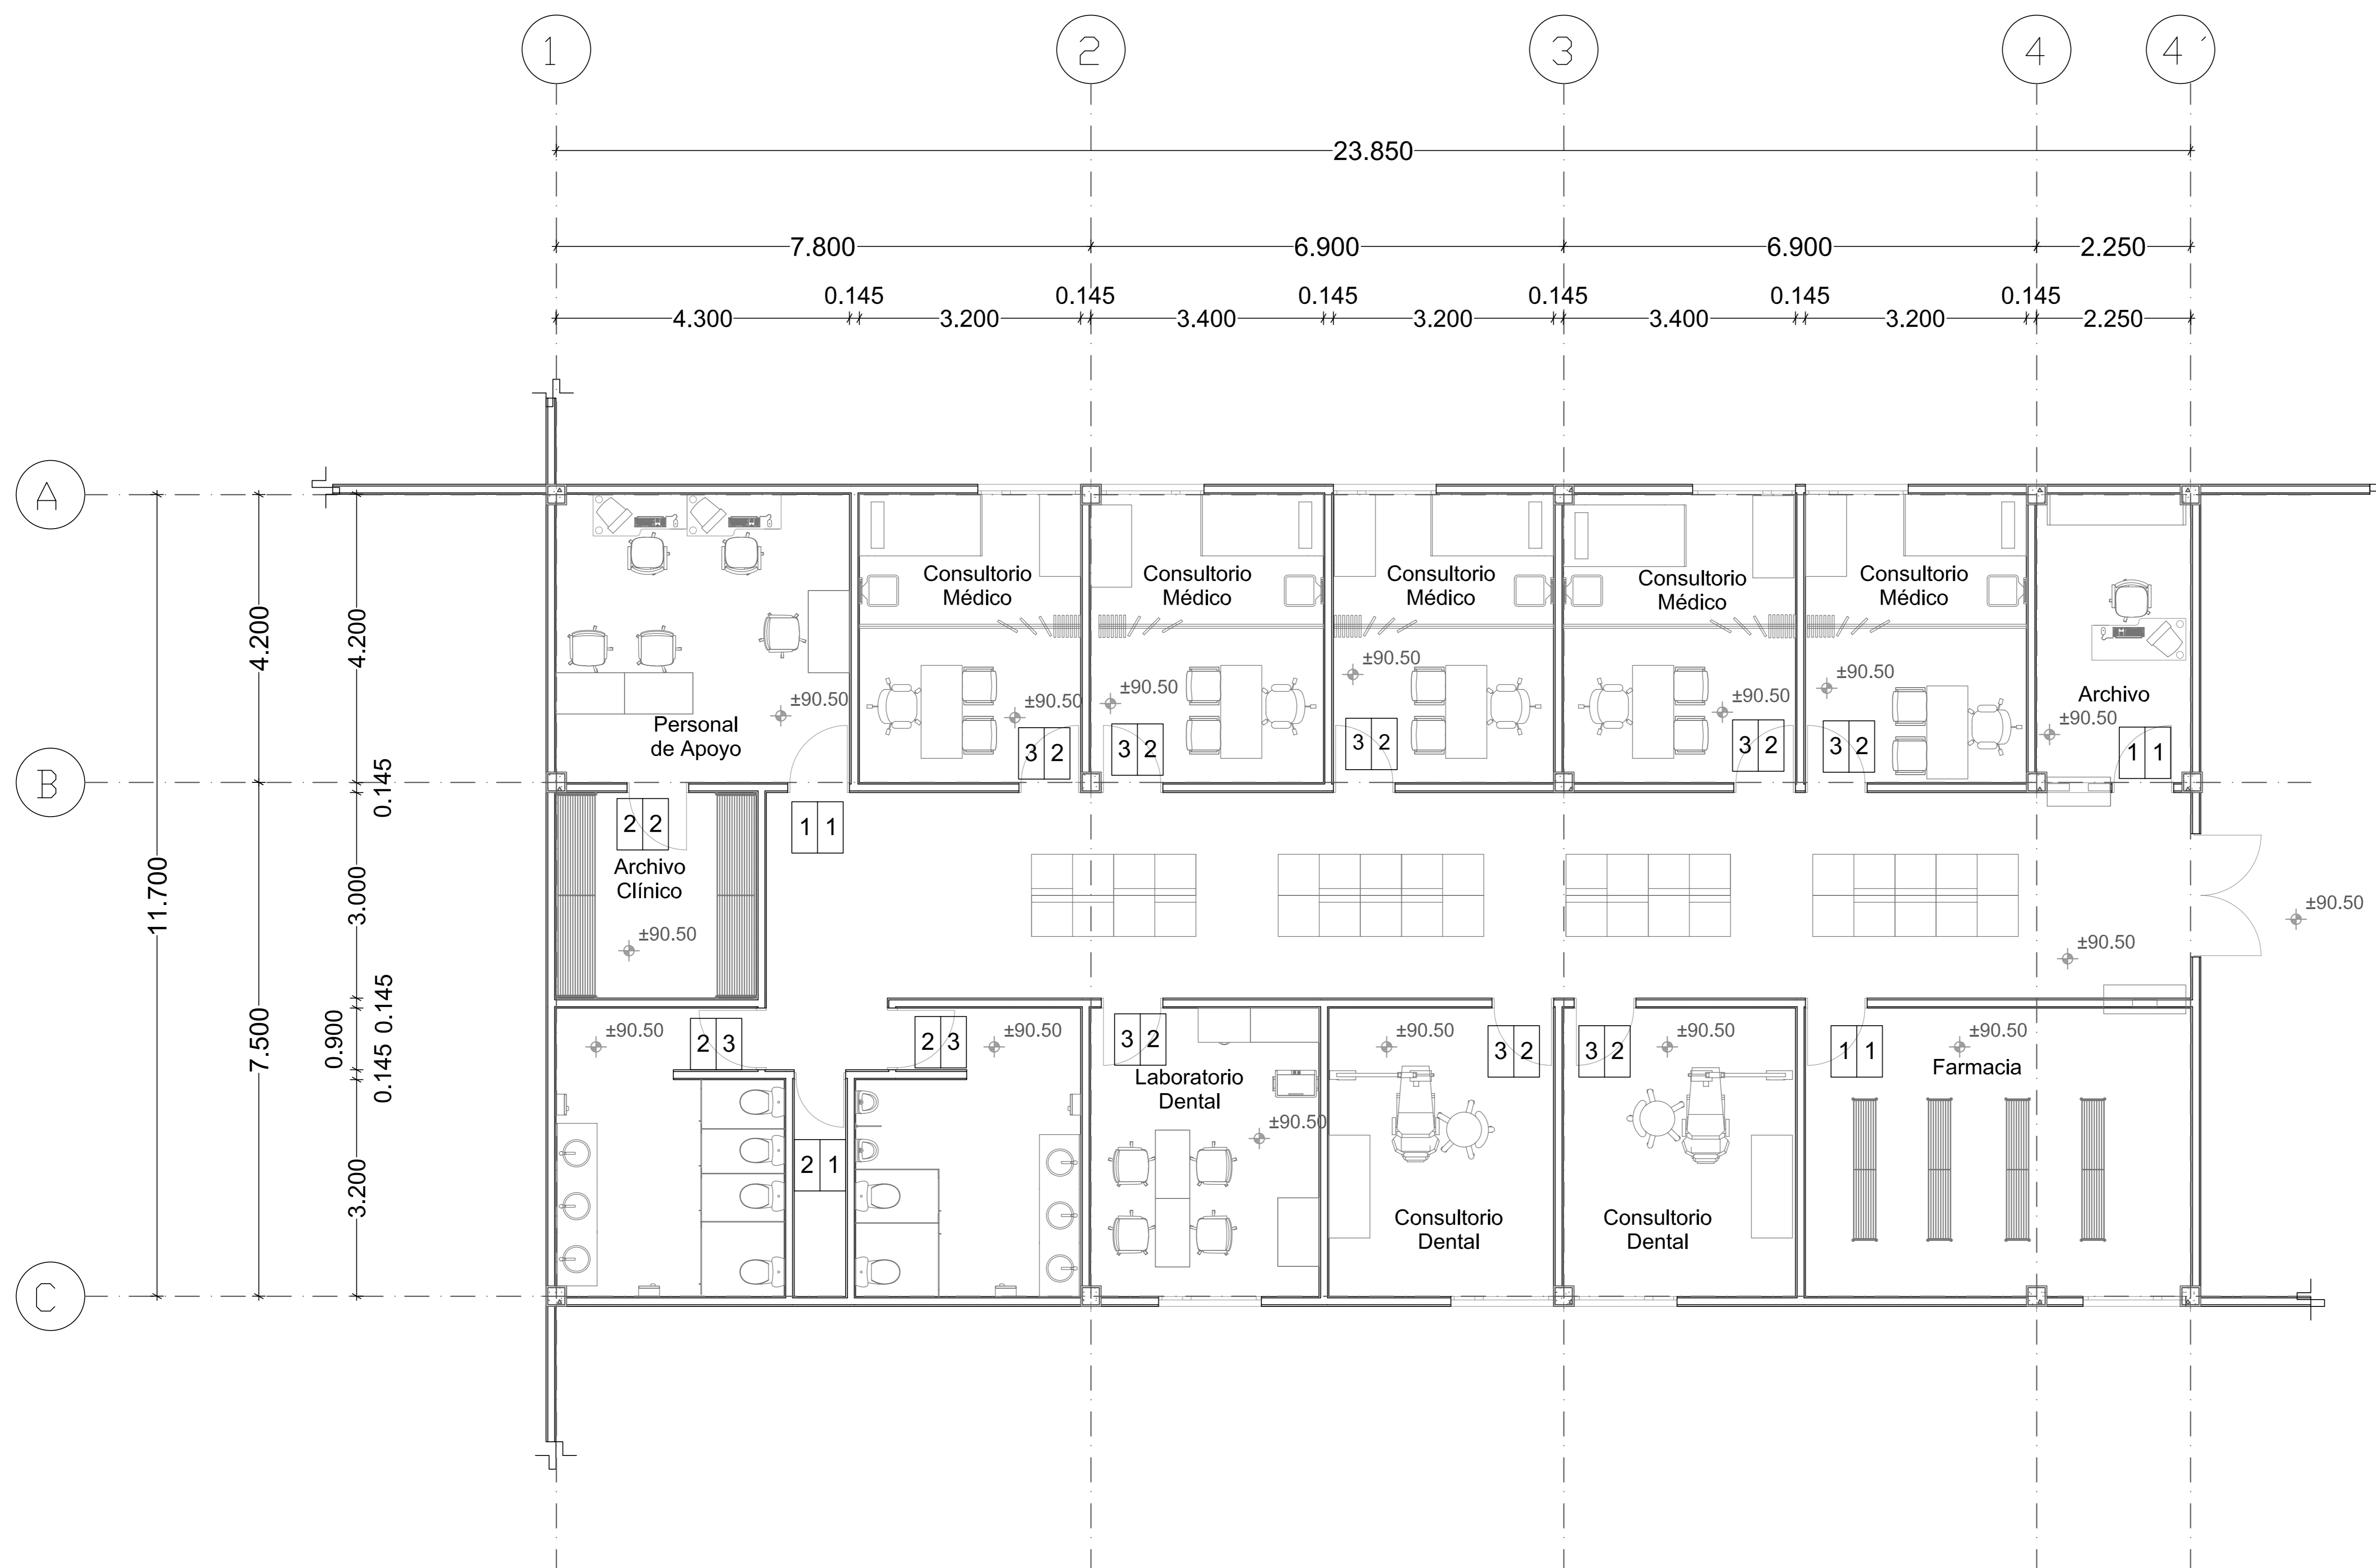 1 2 3 4 4´
23.850
7.800 6.900 6.900 2.250
0.145 0.145 0.145 0.145 0.145 0.145
4.300 3.200 3.400 3.200 3.400 3.200 2.250
A
B
C
11.700
4.200
7.500
4.200
0.145
3.000
0.145
0.900
0.145
3.200
Personal
de Apoyo
±90.50
1 1
Consultorio
Médico
±90.50
3 2
Consultorio
Médico
±90.50
3 2
Consultorio
Médico
±90.50
3 2
Consultorio
Médico
±90.50
3 2
Consultorio
Médico
±90.50
3 2
Archivo
±90.50
1 1
2 2
Archivo
Clínico
±90.50
±90.50
±90.50
±90.50
2 3
2 3
±90.50
2 1
3 2
Laboratorio
Dental
±90.50
±90.50
3 2
Consultorio
Dental
3 2
±90.50
Consultorio
Dental
1 1
±90.50
Farmacia